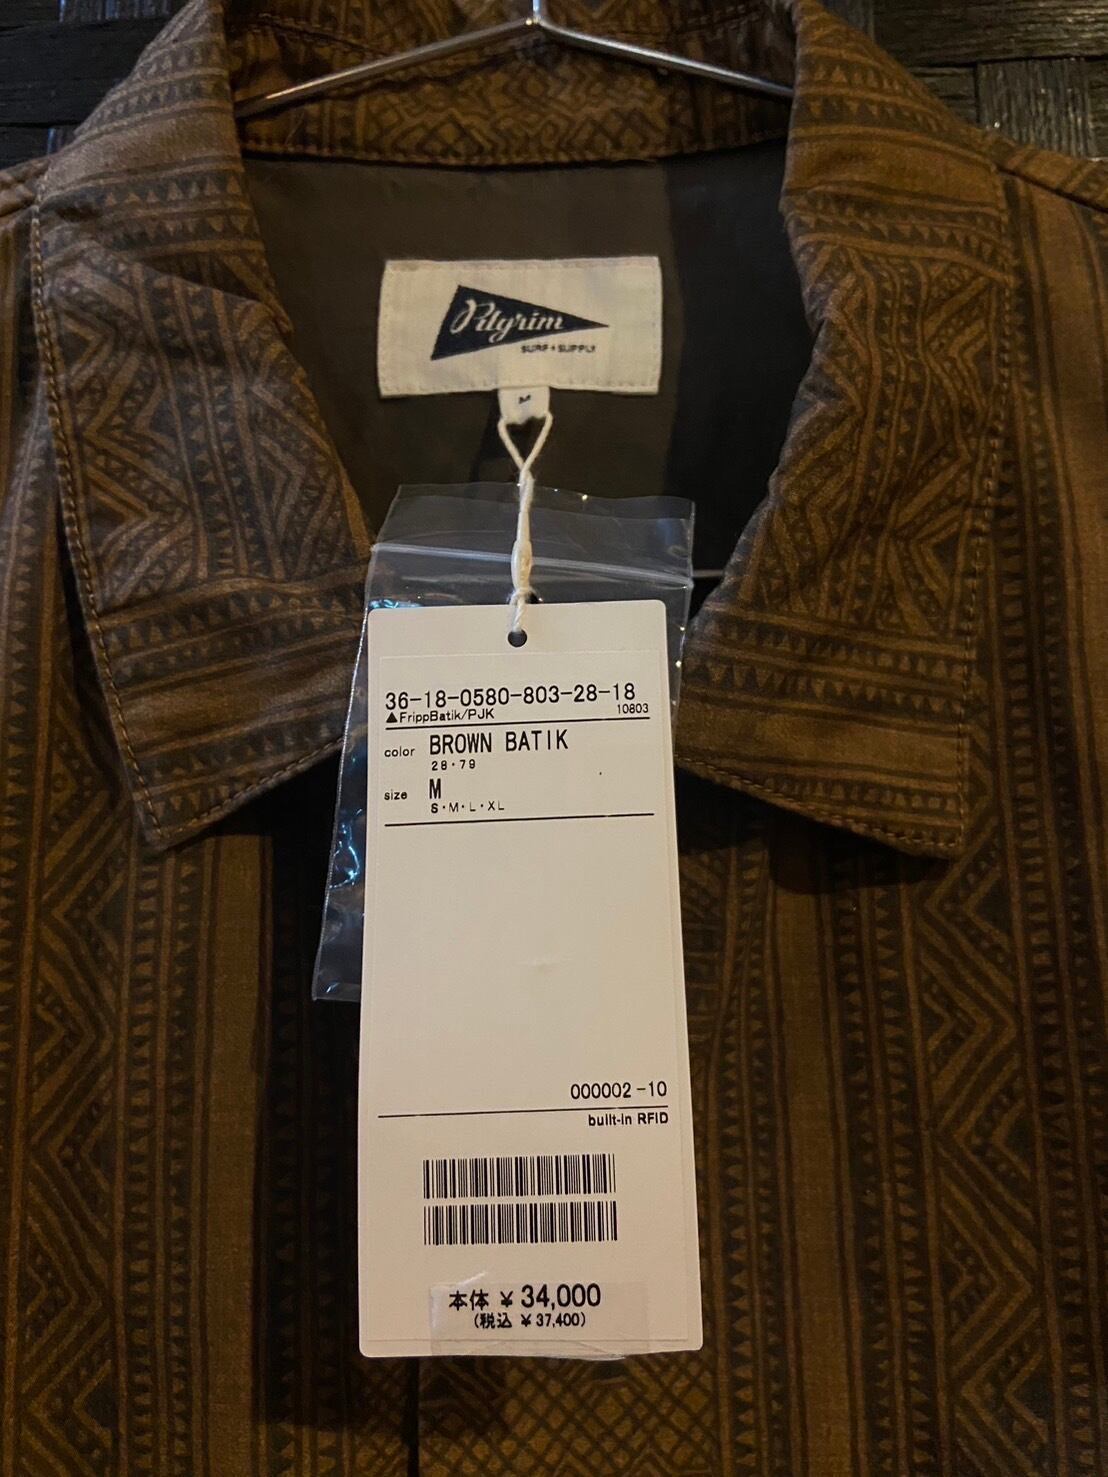 Pilgrim
SURF+SUPPLY
M
36-18-0580-803-28-18
▲FrippBatik/PJK 10803
color BROWN BATIK
28・79
size M
S・M・L・XL
000002-10
built-in RFID
本体 ¥34,000
(税込 ¥37,400)